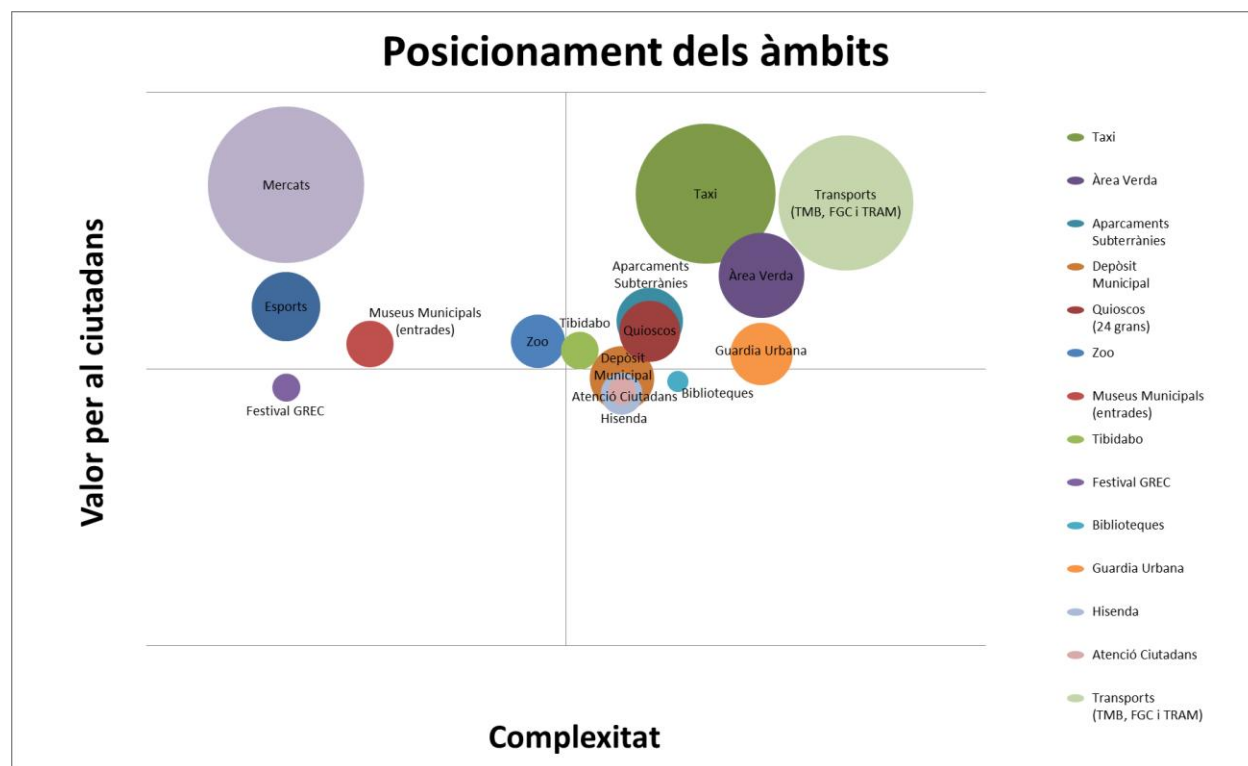 Posicionament dels àmbits
Valor per al ciutadans
Mercats
Taxi
Transports
(TMB, FGC i TRAM)
Aparcaments
Subterrànies
Àrea Verda
Esports
Museus Municipals
(entrades)
Zoo
Tibidabo
Quioscos
Guardia Urbana
Depòsit
Municipal
Atenció Ciutadans
Biblioteques
Hisenda
Festival GREC
Complexitat
Taxi
Àrea Verda
Aparcaments
Subterrànies
Depòsit
Municipal
Quioscos
(24 grans)
Zoo
Museus Municipals
(entrades)
Tibidabo
Festival GREC
Biblioteques
Guardia Urbana
Hisenda
Atenció Ciutadans
Transports
(TMB, FGC i TRAM)